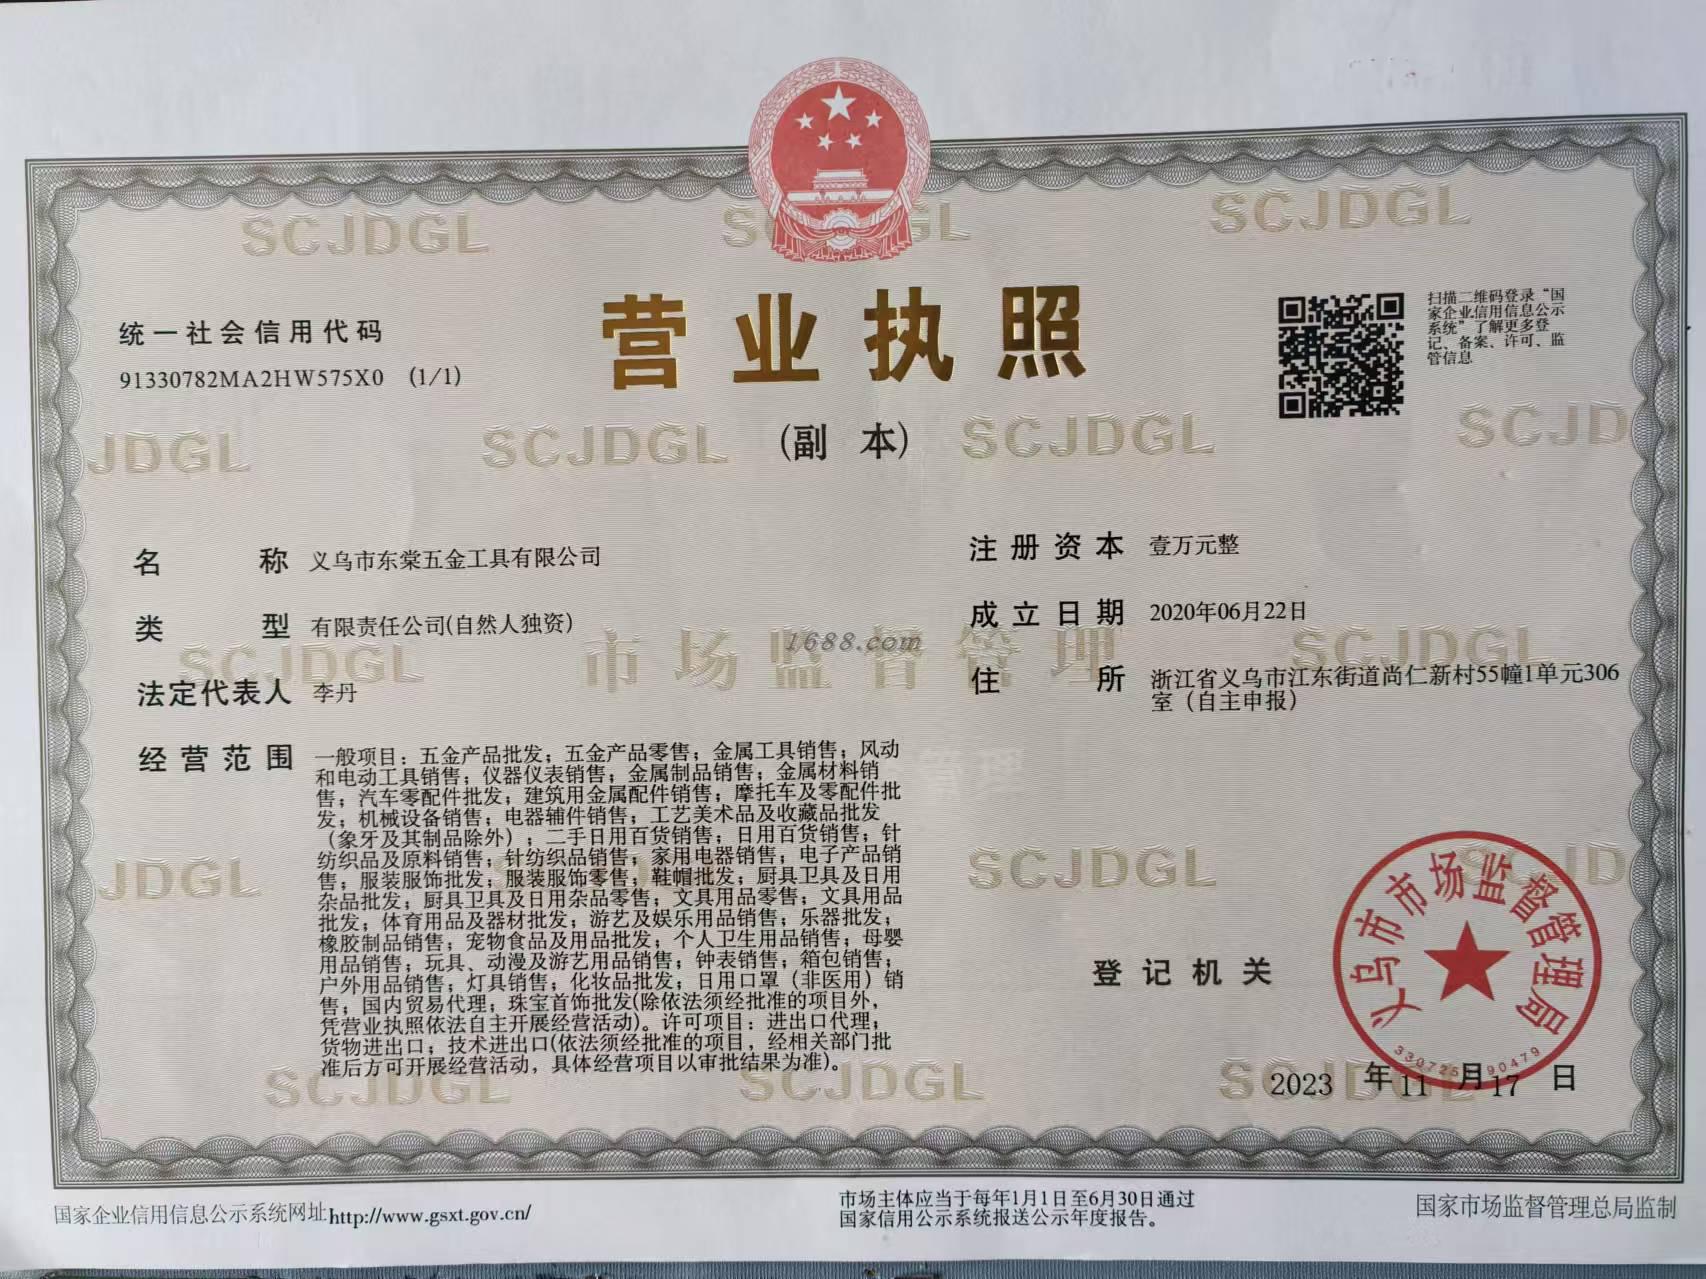 统一社会信用代码
91330782MA2HW575X0 (1/1)
营业执照
(副 本)
扫描二维码登录“国
家企业信用信息公示
系统”了解更多登
记、备案、许可、监
管信息
名 称 义乌市东棠五金工具有限公司
类 型 有限责任公司(自然人独资)
法定代表人 李丹
经营范围 一般项目：五金产品批发；五金产品零售；金属工具销售；风动
和电动工具销售；仪器仪表销售；金属制品销售；金属材料销
售；汽车零配件批发；建筑用金属配件销售；摩托车及零配件批
发；机械设备销售；电器辅件销售；工艺美术品及收藏品批发
（象牙及其制品除外）；二手日用百货销售；日用百货销售；针
纺织品及原料销售；针纺织品销售；家用电器销售；电子产品销
售；服装服饰批发；服装服饰零售；鞋帽批发；厨具卫具及日用
杂品批发；厨具卫具及日用杂品零售；文具用品零售；文具用品
批发；体育用品及器材批发；游艺及娱乐用品销售；乐器批发；
橡胶制品销售；宠物食品及用品批发；个人卫生用品销售；母婴
用品销售；玩具、动漫及游艺用品销售；钟表销售；箱包销售；
户外用品销售；灯具销售；化妆品批发；日用口罩（非医用）销
售；国内贸易代理；珠宝首饰批发(除依法须经批准的项目外，
凭营业执照依法自主开展经营活动)。许可项目：进出口代理；
货物进出口；技术进出口(依法须经批准的项目，经相关部门批
准后方可开展经营活动，具体经营项目以审批结果为准)。
注册资本 壹万元整
成立日期 2020年06月22日
住 所 浙江省义乌市江东街道尚仁新村55幢1单元306
室（自主申报）
登记机关
义乌市市场监督管理局
2023 年 11 月 17 日
SCJDGL
SCJDGL
SCJDGL
SCJDGL
SCJDGL
市场监督管理
1688.com
SCJDGL
SCJDGL
SCJDGL
SCJDGL
SCJDGL
SCJDGL
国家企业信用信息公示系统网址http://www.gsxt.gov.cn/
市场主体应当于每年1月1日至6月30日通过
国家信用公示系统报送公示年度报告。
国家市场监督管理总局监制